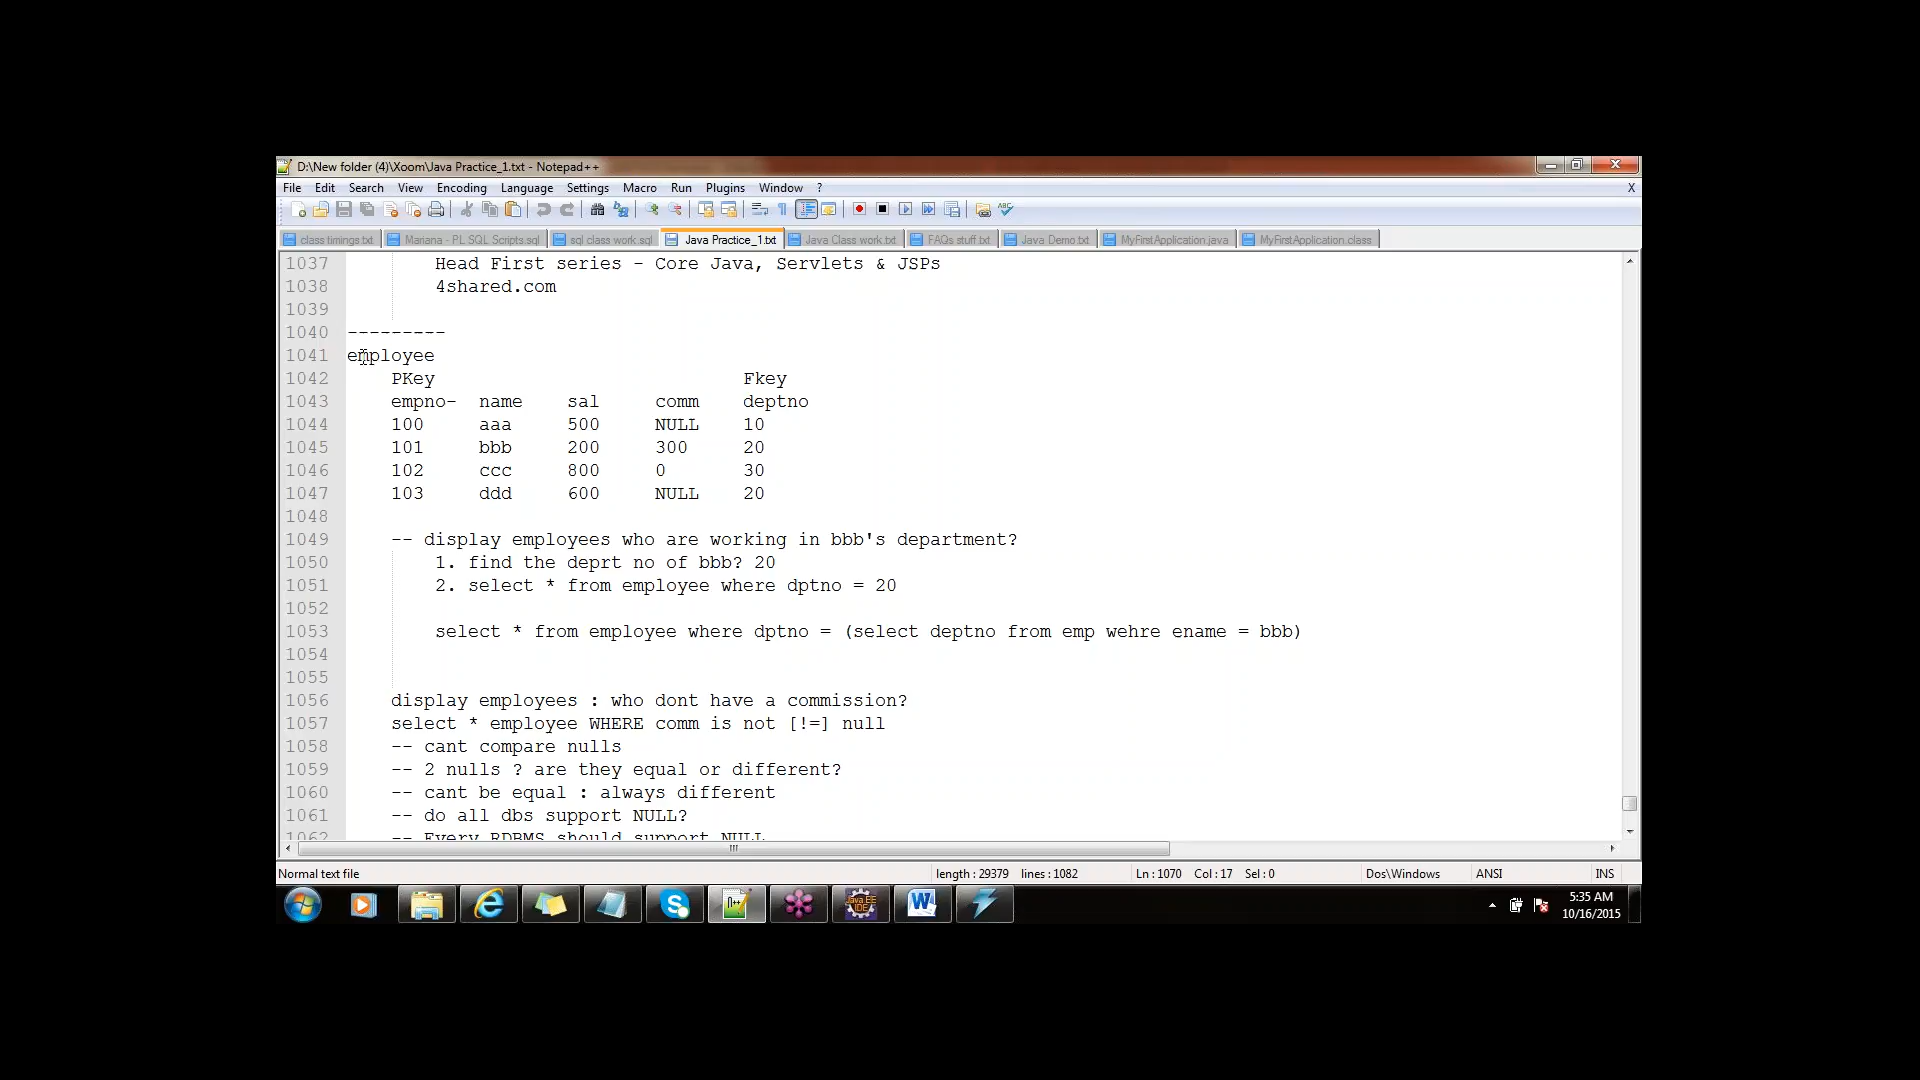 D:\New folder (4)\Xoom\Java Practice_1.txt - Notepad++
File Edit Search View Encoding Language Settings Macro Run Plugins Window ? X
class timings.txt Mariana - PL SQL Scripts.sql sql class work.sql Java Practice_1.txt Java Class work.txt FAQs stuff.txt Java Demo.txt MyFirstApplication.java MyFirstApplication.class
1037 Head First series - Core Java, Servlets & JSPs
1038 4shared.com
1039
1040 ---------
1041 employee
1042 PKey Fkey
1043 empno- name sal comm deptno
1044 100 aaa 500 NULL 10
1045 101 bbb 200 300 20
1046 102 ccc 800 0 30
1047 103 ddd 600 NULL 20
1048
1049 -- display employees who are working in bbb's department?
1050 1. find the deprt no of bbb? 20
1051 2. select * from employee where dptno = 20
1052
1053 select * from employee where dptno = (select deptno from emp wehre ename = bbb)
1054
1055
1056 display employees : who dont have a commission?
1057 select * employee WHERE comm is not [!=] null
1058 -- cant compare nulls
1059 -- 2 nulls ? are they equal or different?
1060 -- cant be equal : always different
1061 -- do all dbs support NULL?
1062 -- Every RDBMS should support NULL
Normal text file length : 29379 lines : 1082 Ln : 1070 Col : 17 Sel : 0 Dos\Windows ANSI INS
5:35 AM
10/16/2015